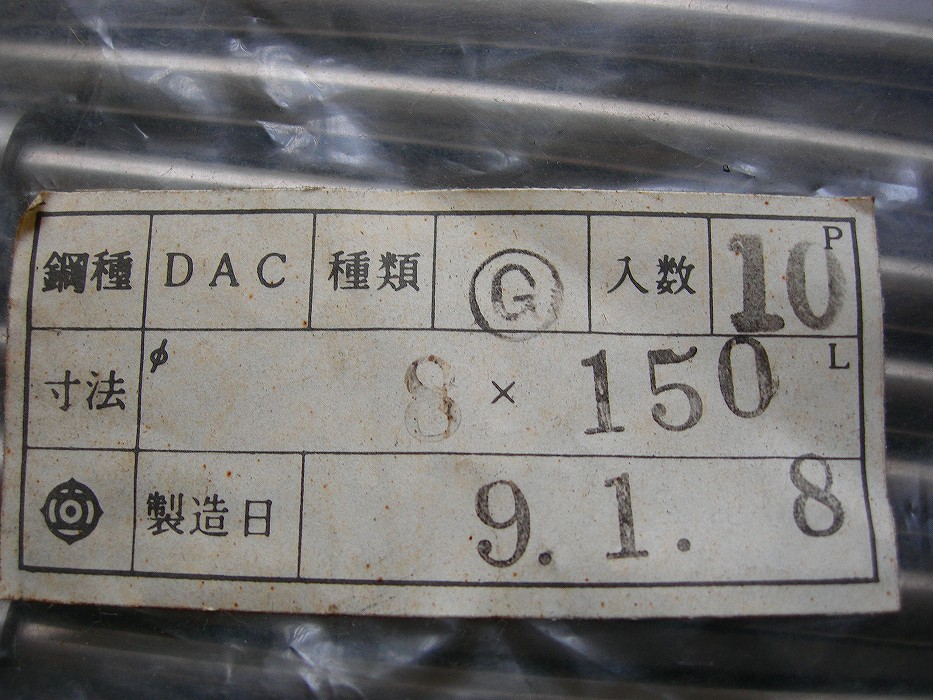 鋼種 DAC 種類 Ⓖ 入数 10 P
寸法 φ 8 × 150 L
製造日 9. 1. 8